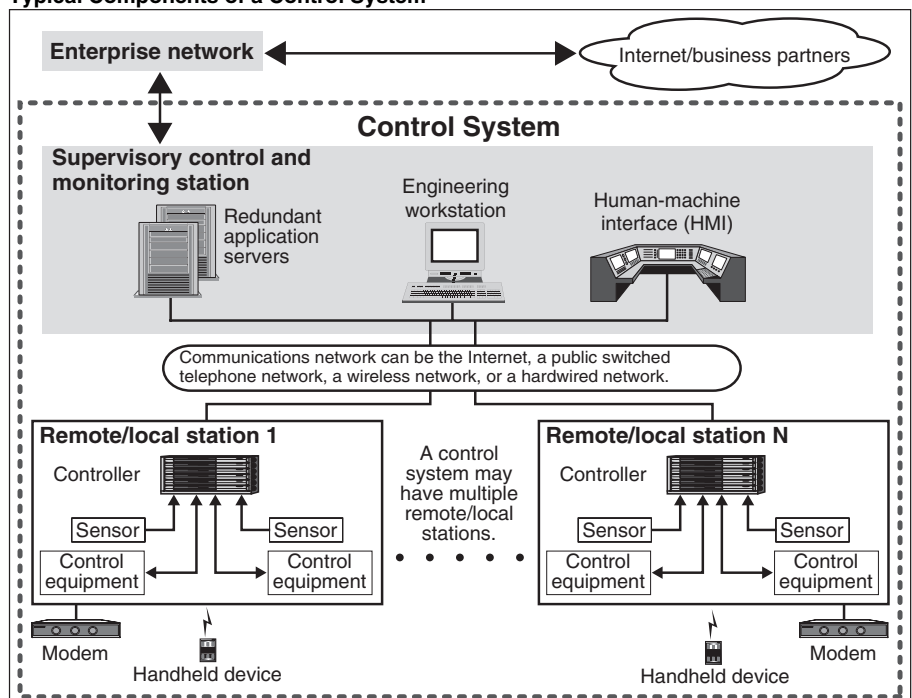 Typical Components of a Control System
Enterprise network
Internet/business partners
Control System
Supervisory control and
monitoring station
Redundant
application
servers
Engineering
workstation
Human-machine
interface (HMI)
Communications network can be the Internet, a public switched
telephone network, a wireless network, or a hardwired network.
Remote/local station 1
Controller
Sensor
Sensor
Control
equipment
Control
equipment
Modem
Handheld device
A control
system may
have multiple
remote/local
stations.
Remote/local station N
Controller
Sensor
Sensor
Control
equipment
Control
equipment
Handheld device
Modem